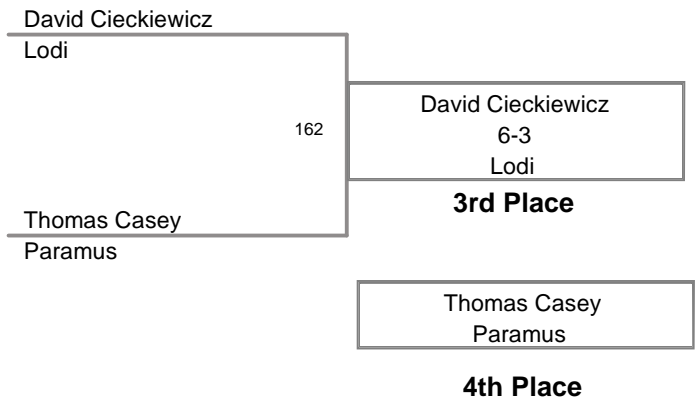 David Cieckiewicz
Lodi
162
David Cieckiewicz
6-3
Lodi
3rd Place
Thomas Casey
Paramus
Thomas Casey
Paramus
4th Place